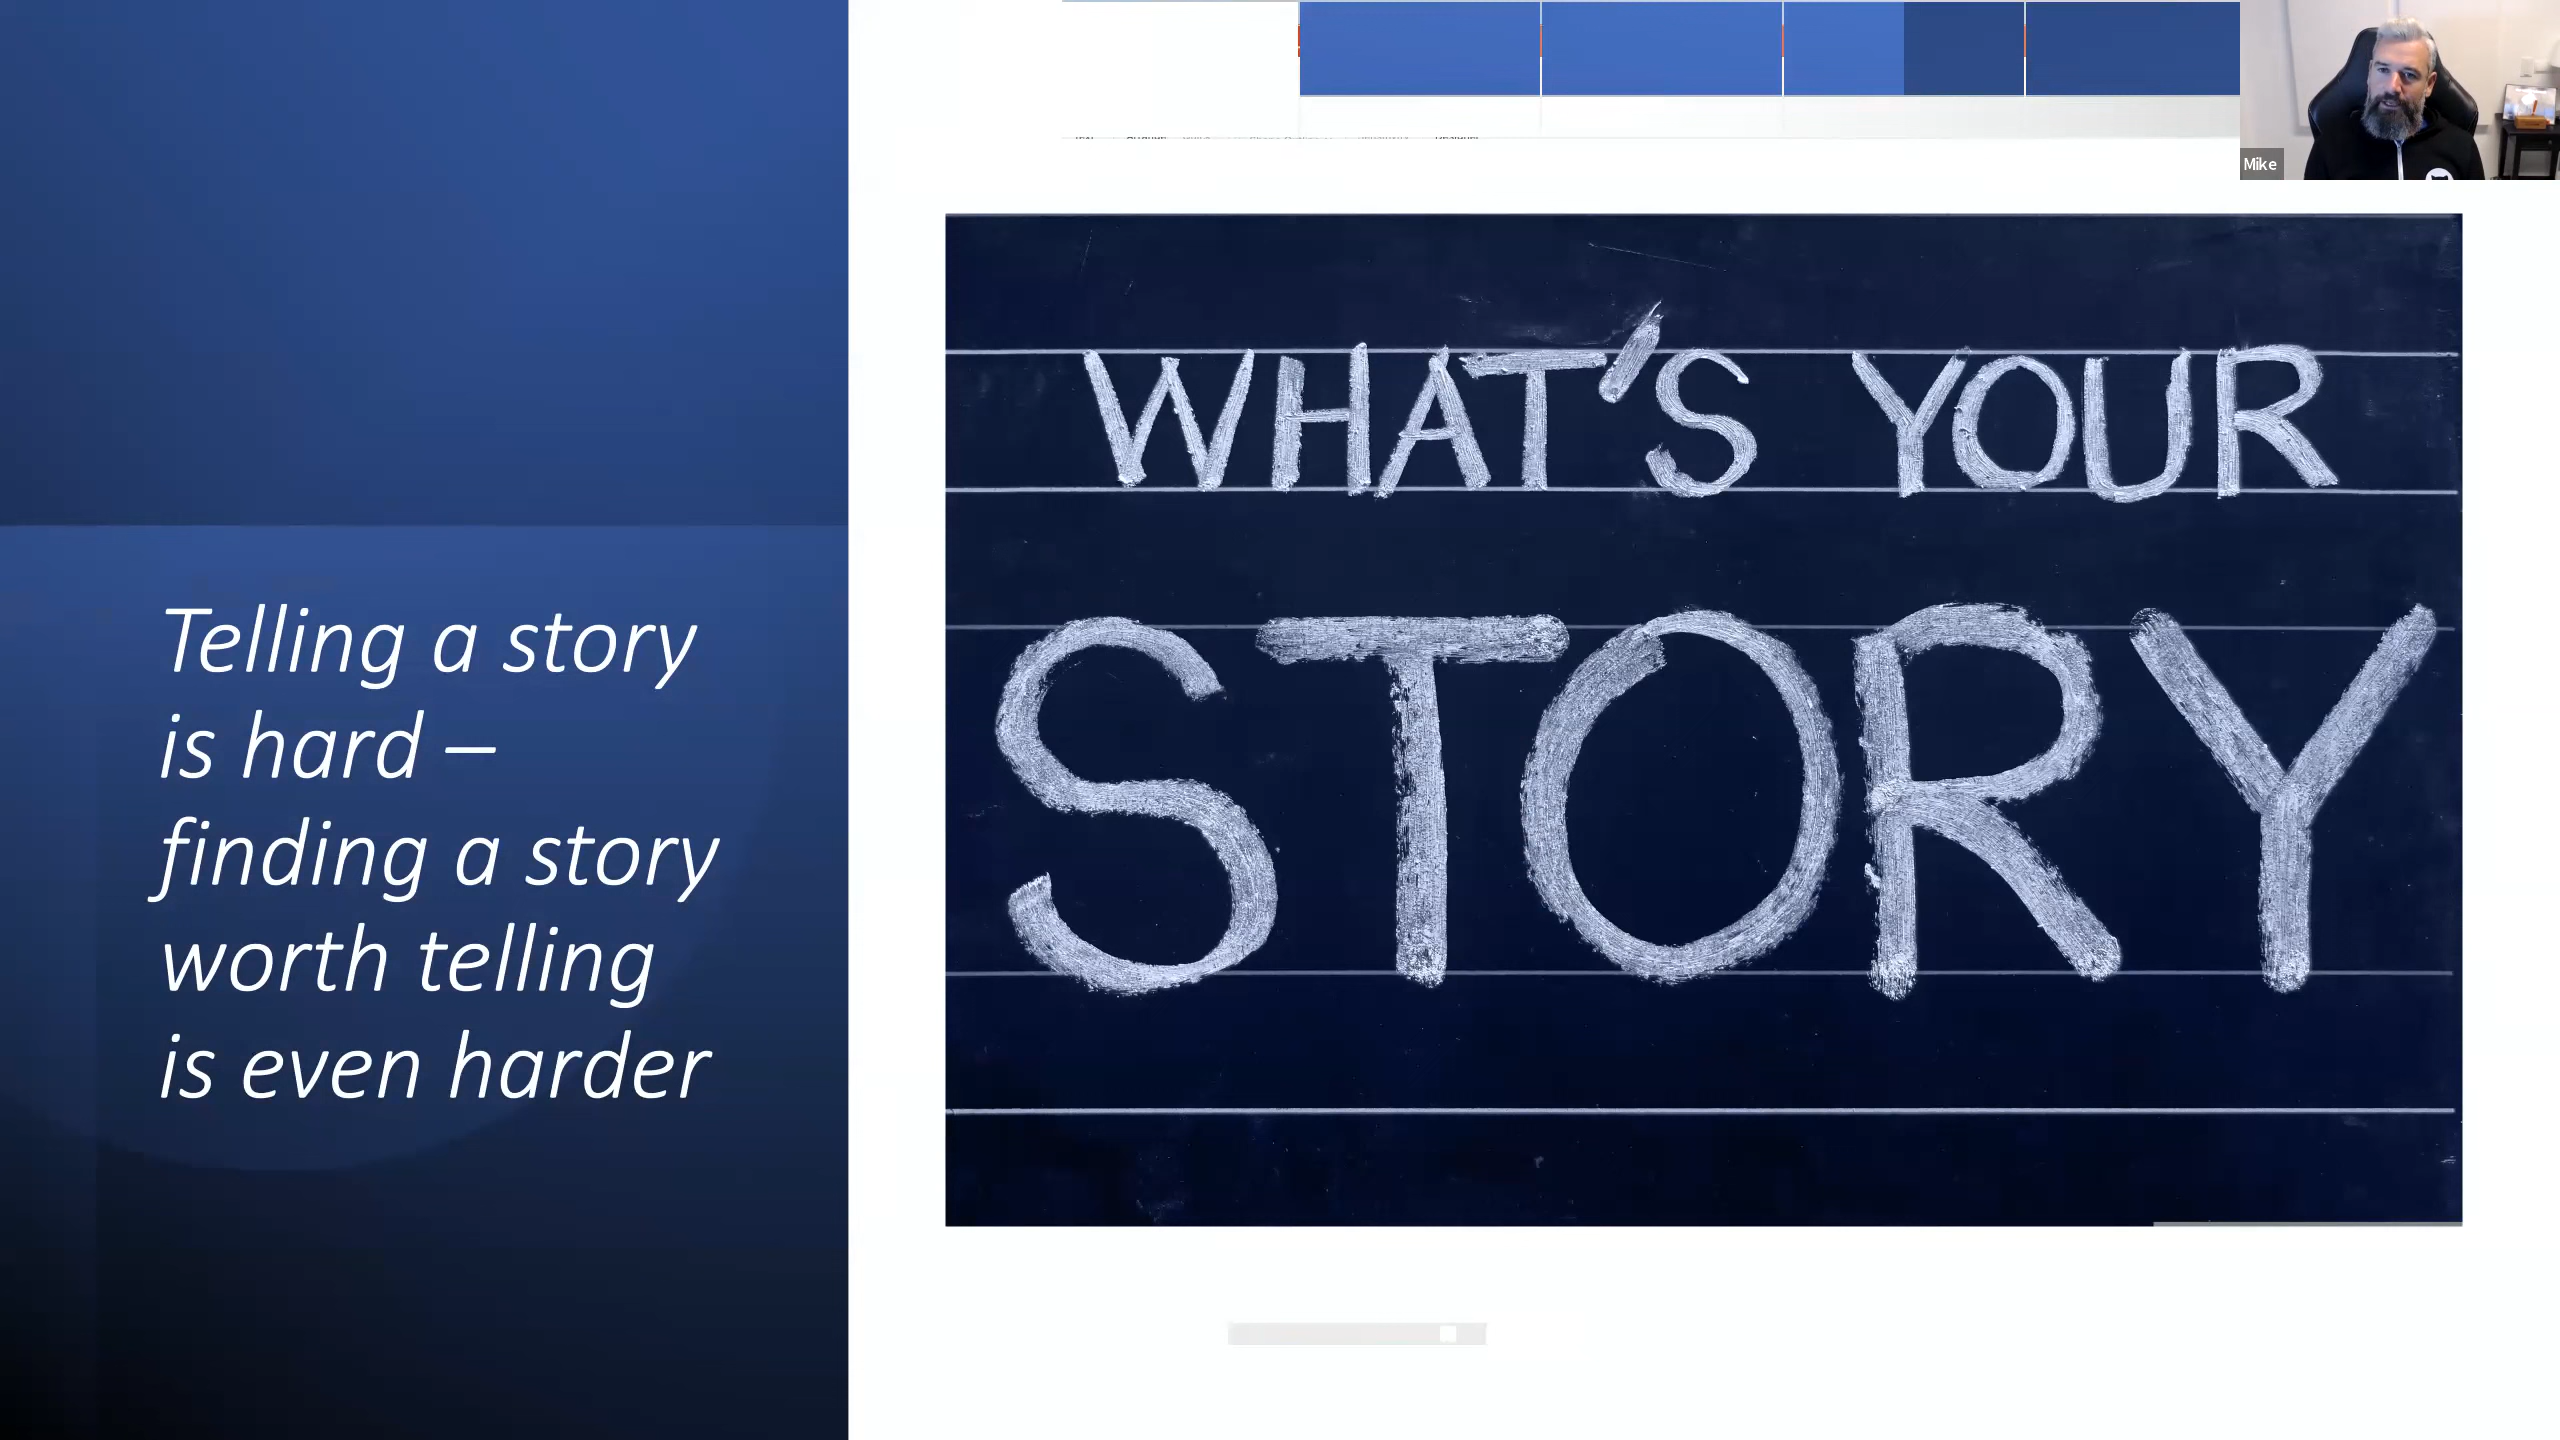 Mike
Telling a story
is hard –
finding a story
worth telling
is even harder
WHAT'S YOUR
STORY